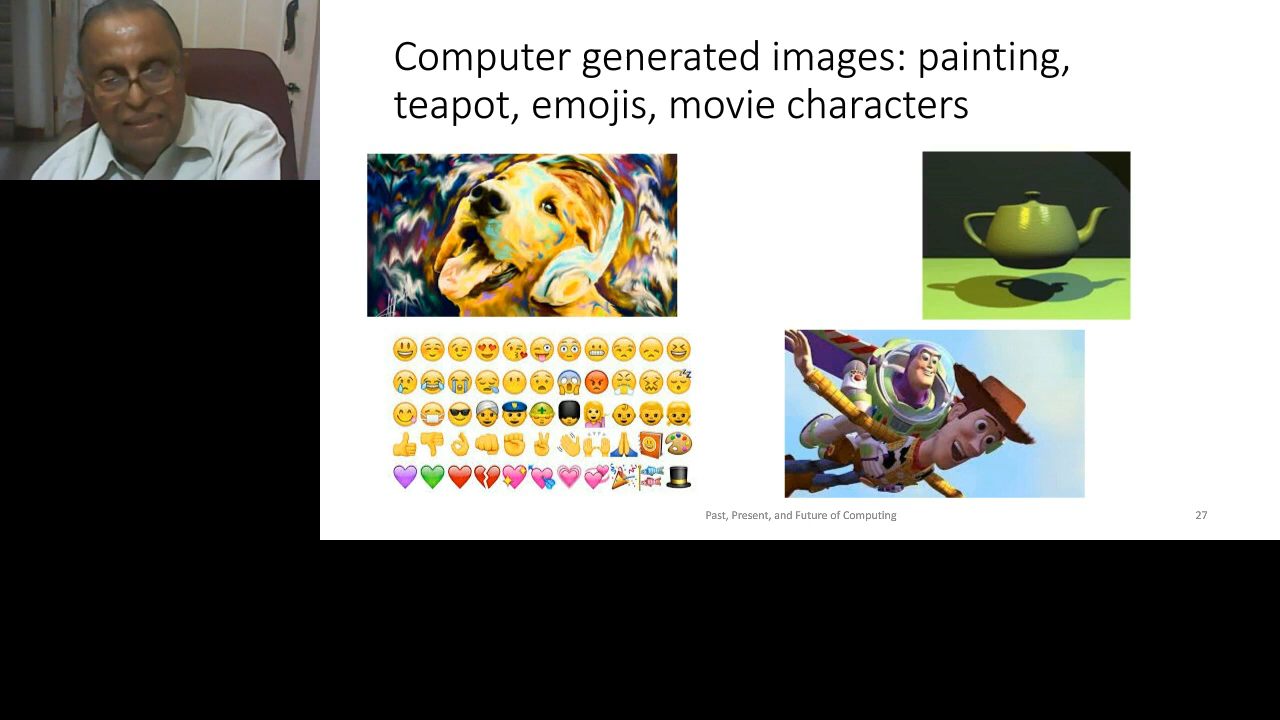 Computer generated images: painting,
teapot, emojis, movie characters
Past, Present, and Future of Computing
27